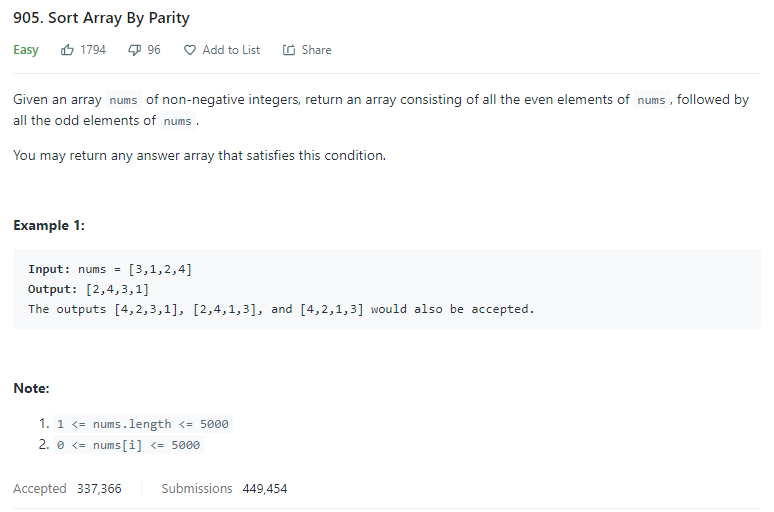 905. Sort Array By Parity
Easy 1794 96 Add to List Share
Given an array nums of non-negative integers, return an array consisting of all the even elements of nums , followed by
all the odd elements of nums .
You may return any answer array that satisfies this condition.
Example 1:
Input: nums = [3,1,2,4]
Output: [2,4,3,1]
The outputs [4,2,3,1], [2,4,1,3], and [4,2,1,3] would also be accepted.
Note:
1. 1 <= nums.length <= 5000
2. 0 <= nums[i] <= 5000
Accepted 337,366 Submissions 449,454